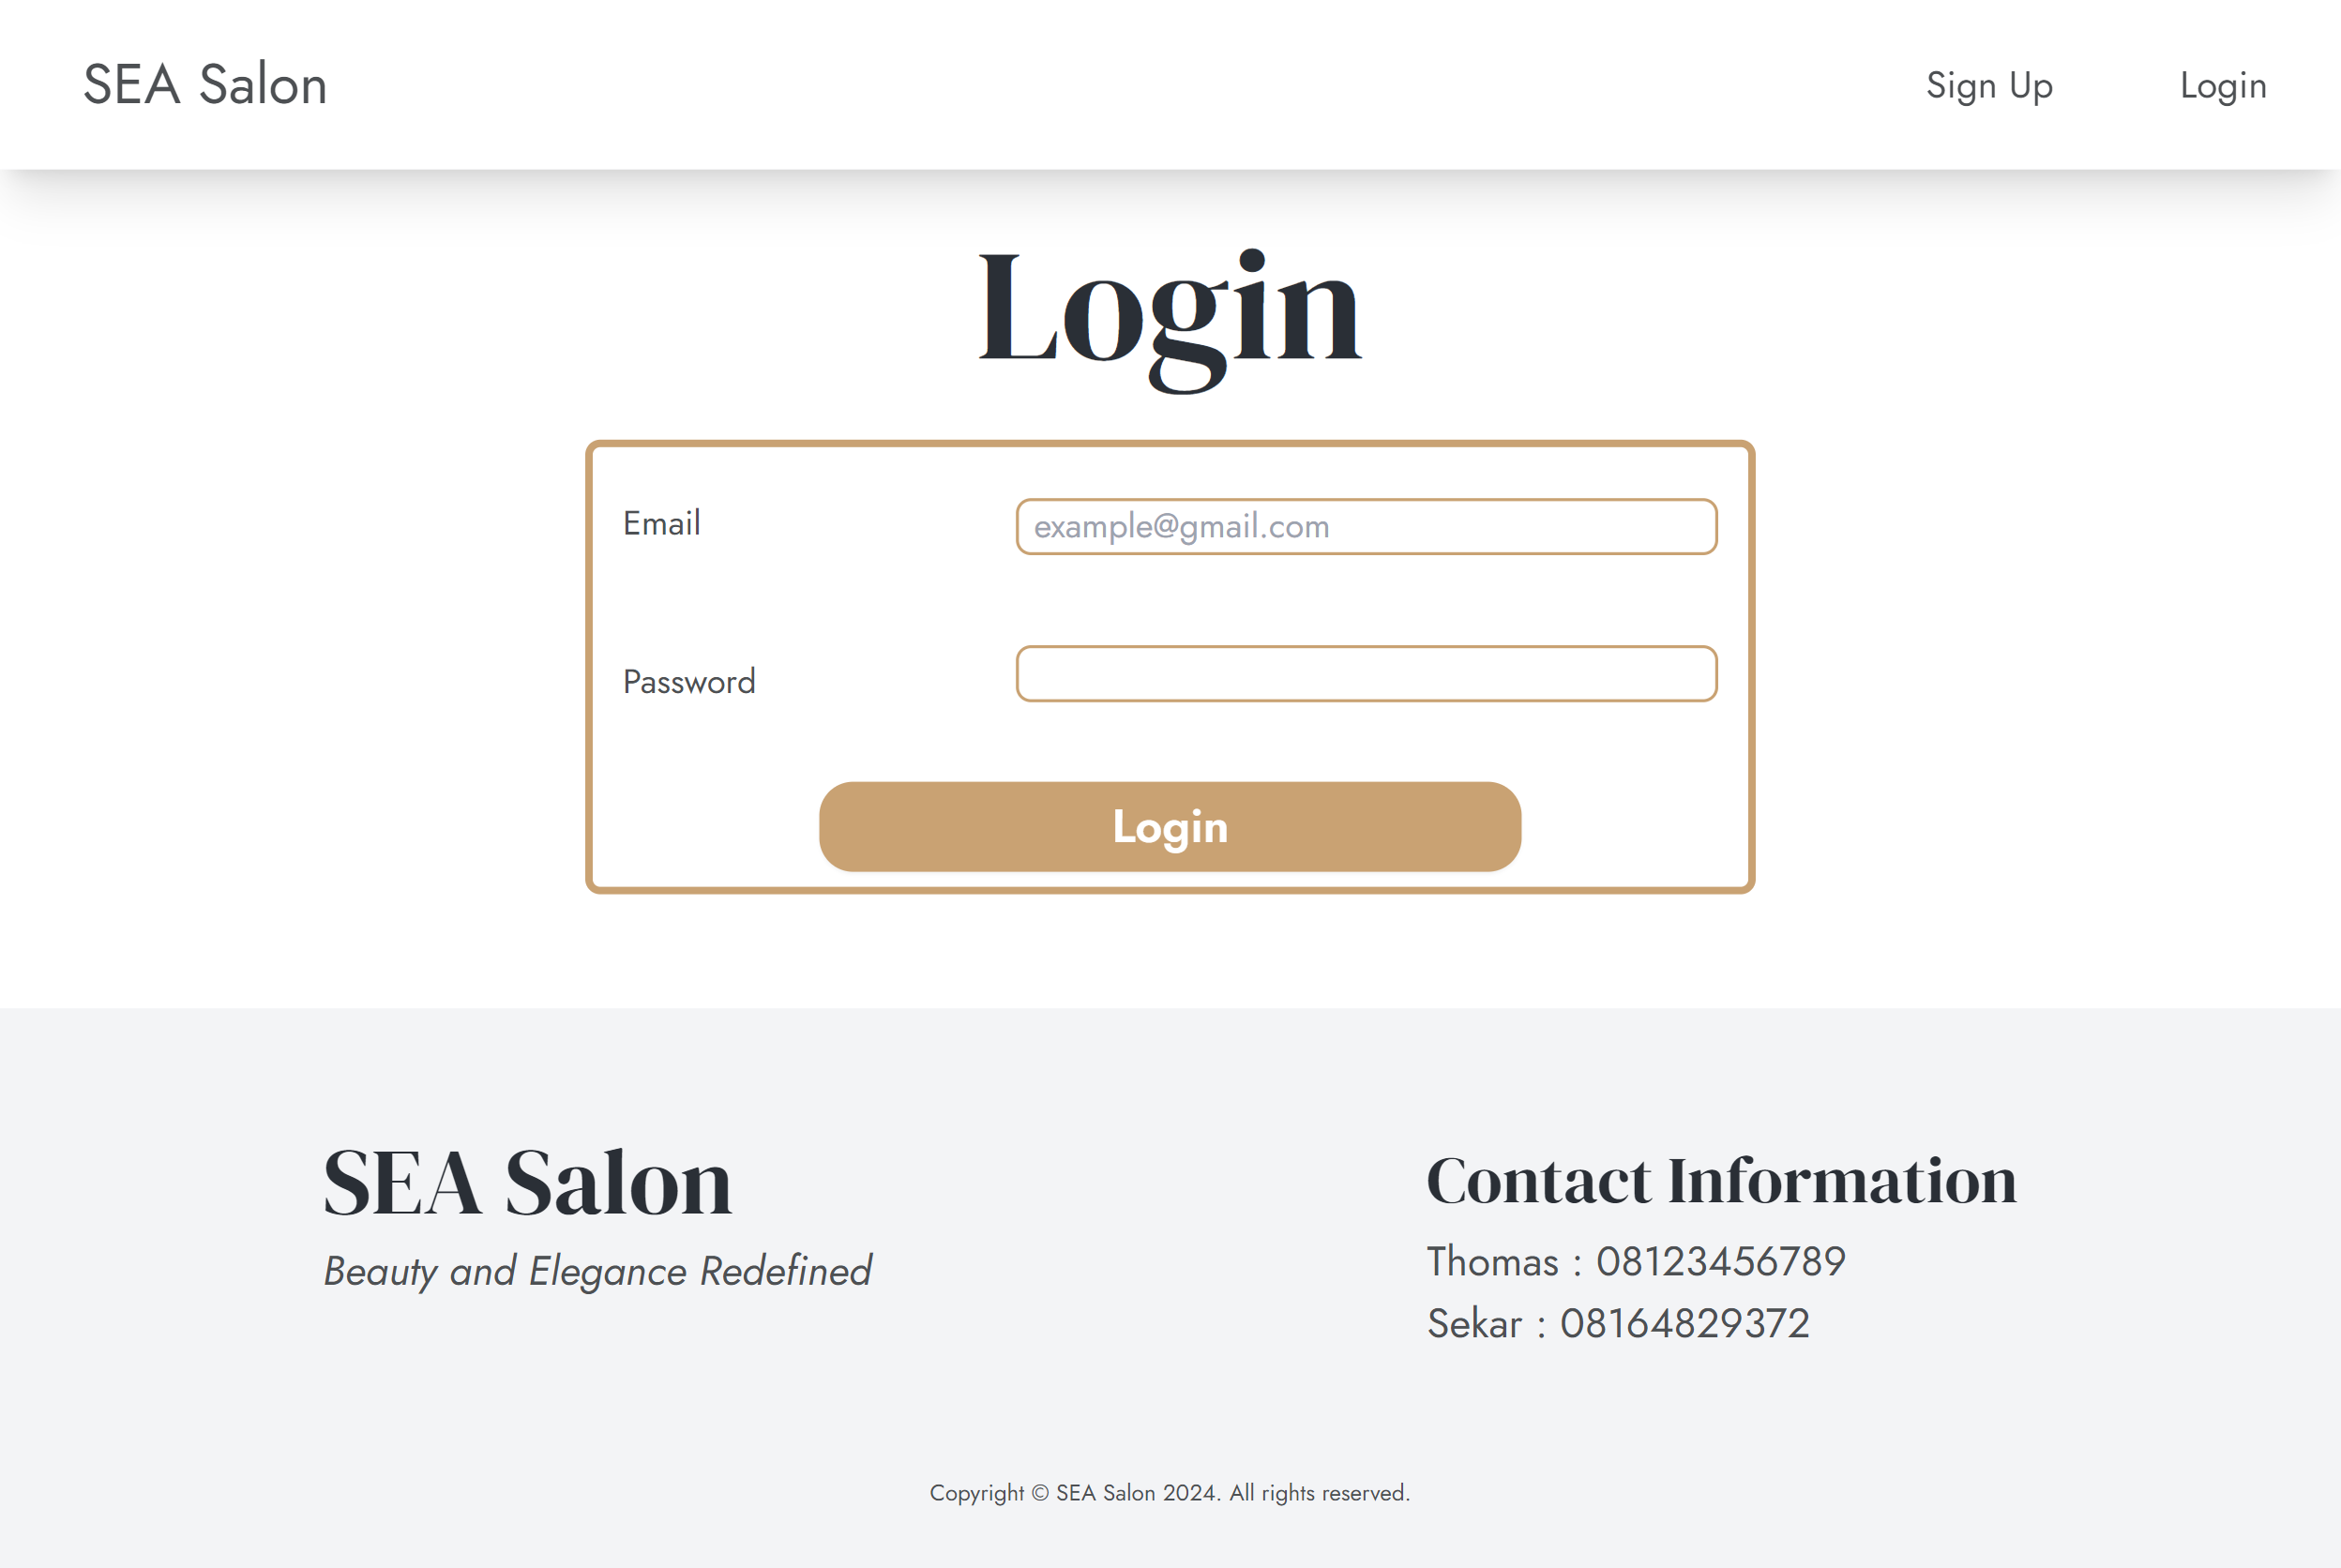 SEA Salon
Sign Up
Login
Login
Email
example@gmail.com
Password
Login
SEA Salon
Beauty and Elegance Redefined
Contact Information
Thomas : 08123456789
Sekar : 08164829372
Copyright © SEA Salon 2024. All rights reserved.